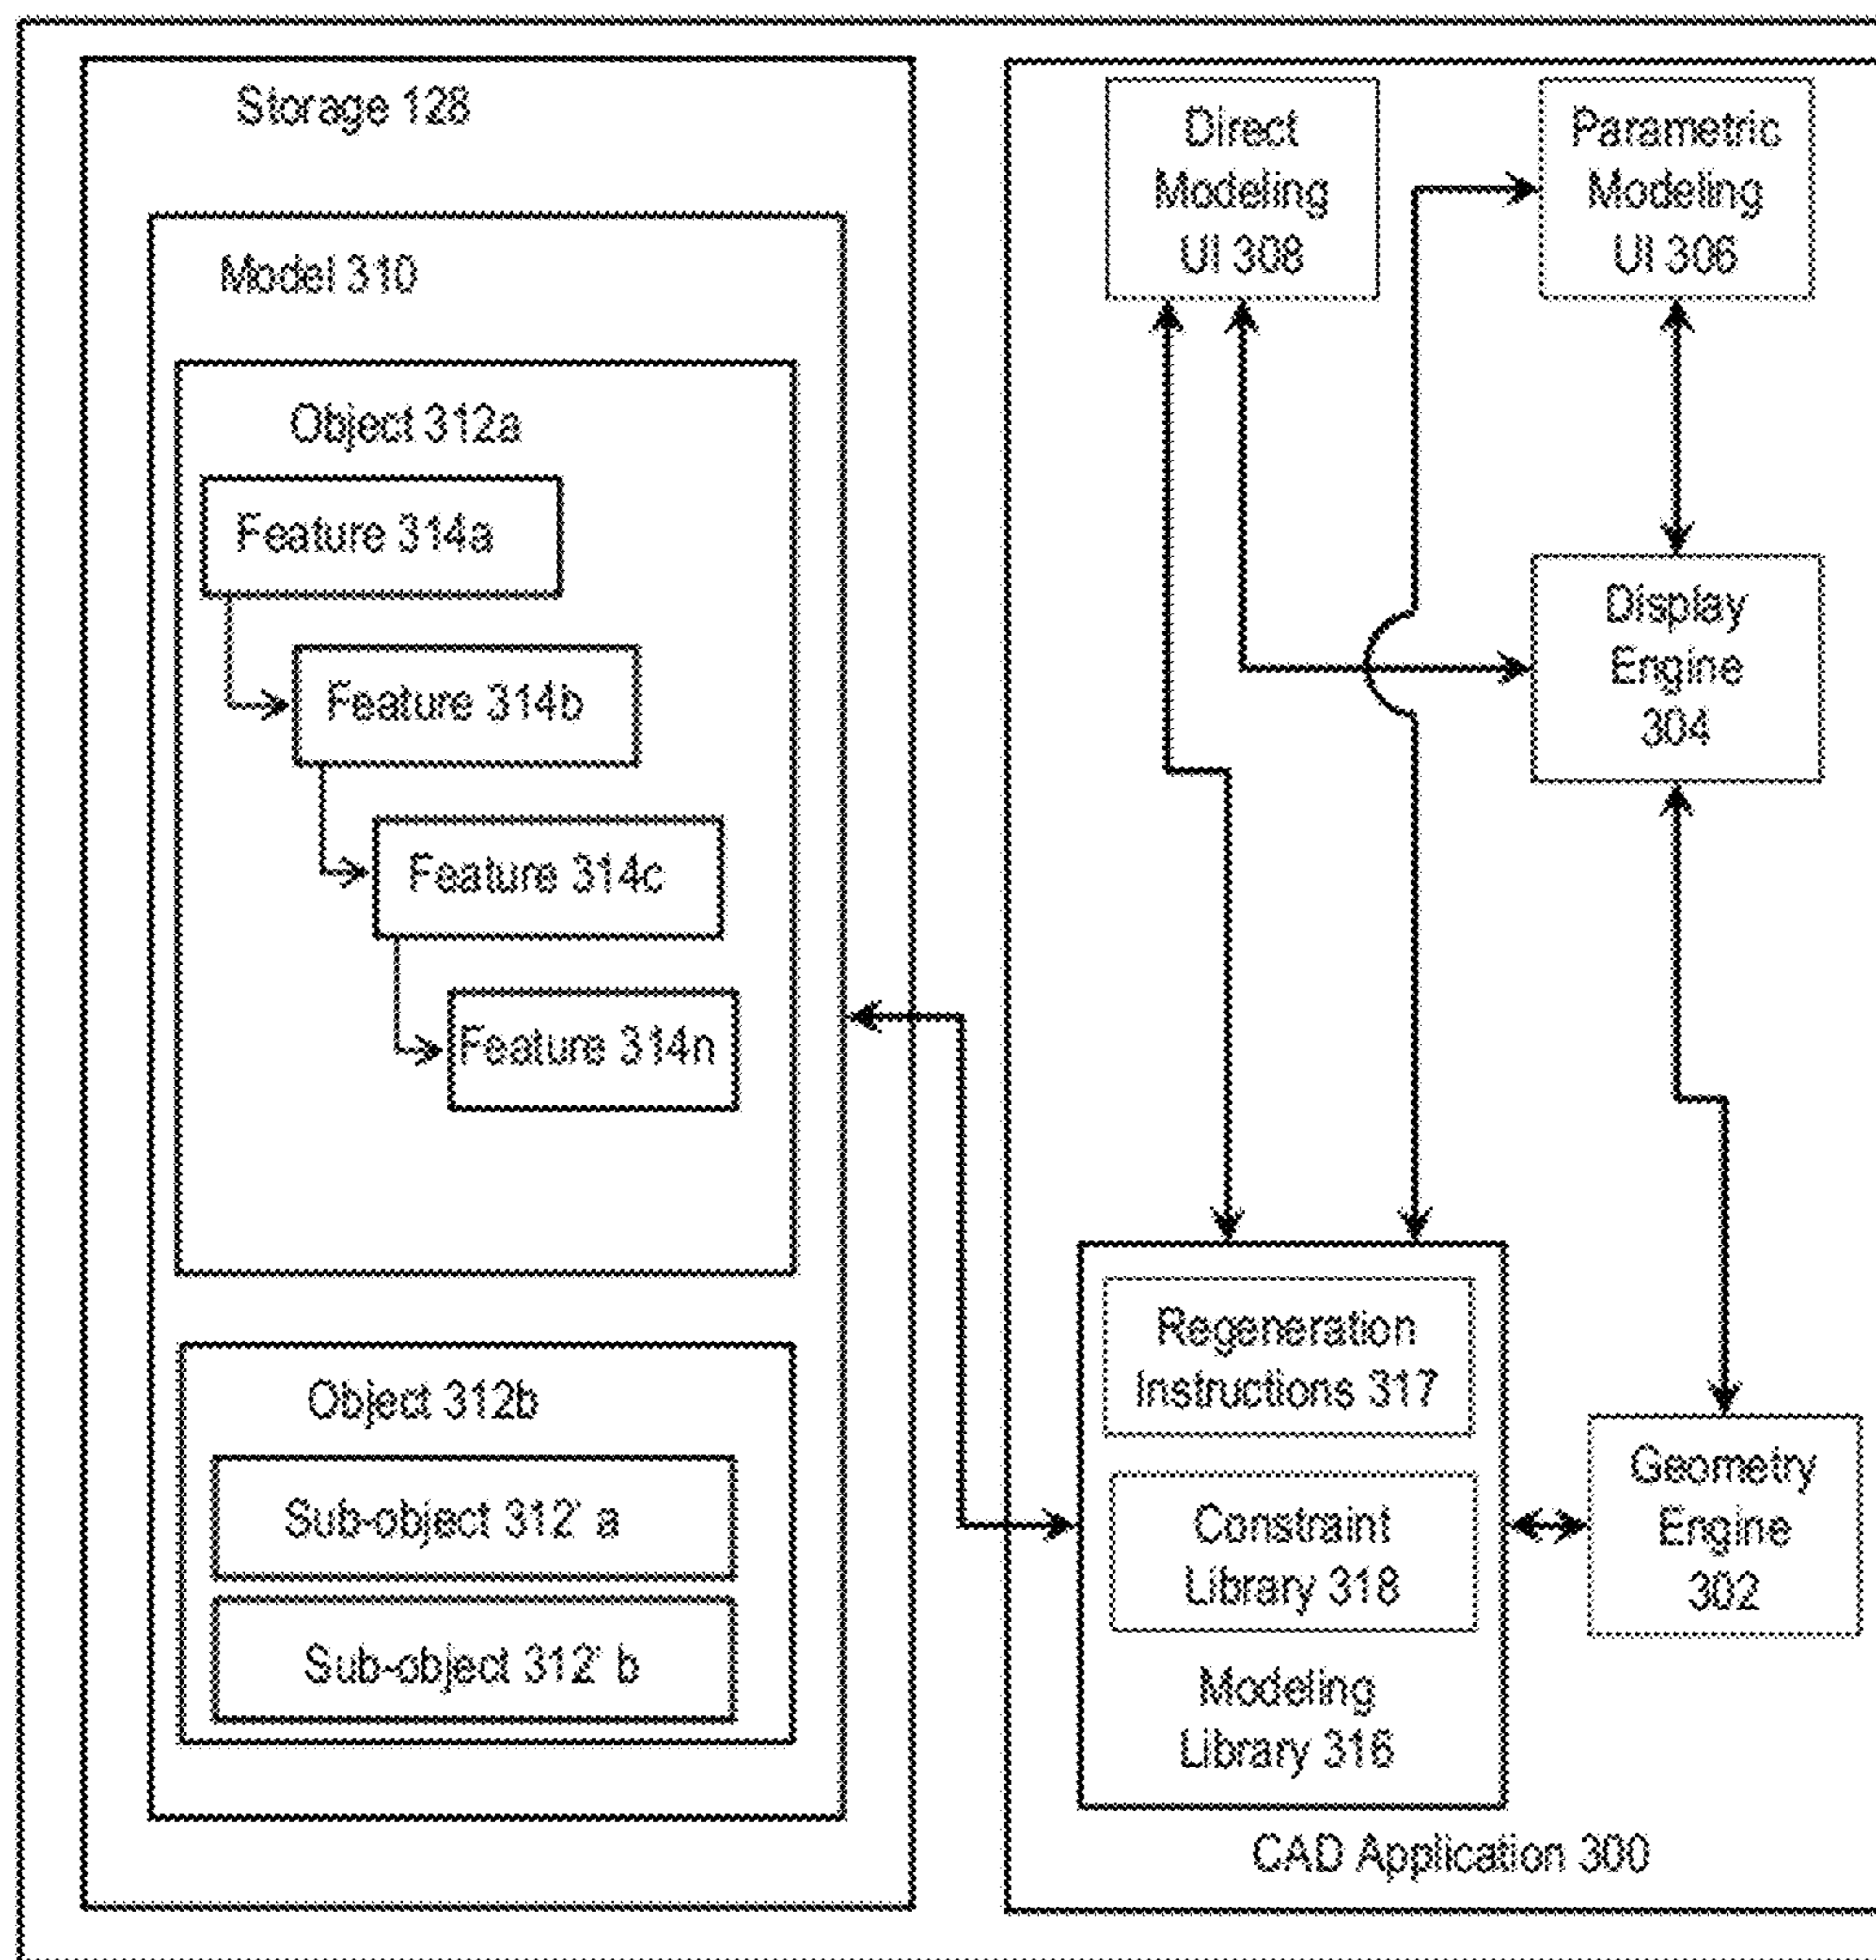 Storage 128
Model 310
Object 312a
Feature 314a
Feature 314b
Feature 314c
Feature 314n
Object 312b
Sub-object 312' a
Sub-object 312' b
Direct
Modeling
UI 308
Parametric
Modeling
UI 306
Display
Engine
304
Regeneration
Instructions 317
Constraint
Library 318
Modeling
Library 316
Geometry
Engine
302
CAD Application 300